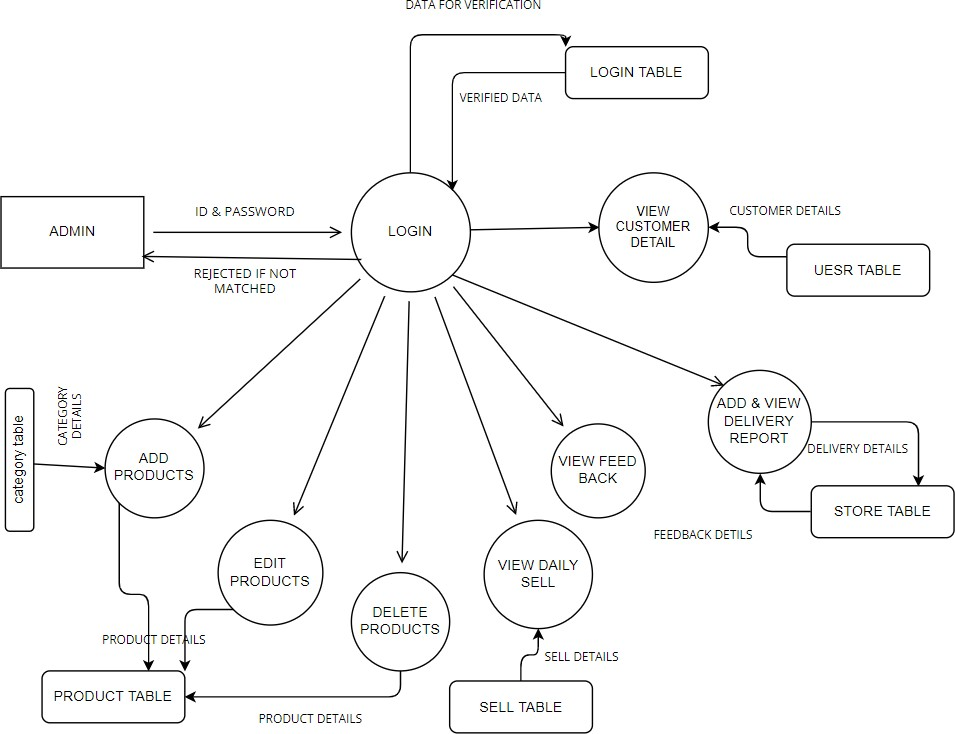 DATA FOR VERIFICATION
LOGIN TABLE
VERIFIED DATA
ADMIN
ID & PASSWORD
LOGIN
VIEW
CUSTOMER
DETAIL
CUSTOMER DETAILS
UESR TABLE
REJECTED IF NOT
MATCHED
category table
CATEGORY
DETAILS
ADD
PRODUCTS
VIEW FEED
BACK
ADD & VIEW
DELIVERY
REPORT
DELIVERY DETAILS
STORE TABLE
FEEDBACK DETILS
EDIT
PRODUCTS
DELETE
PRODUCTS
VIEW DAILY
SELL
PRODUCT DETAILS
SELL DETAILS
PRODUCT TABLE
PRODUCT DETAILS
SELL TABLE